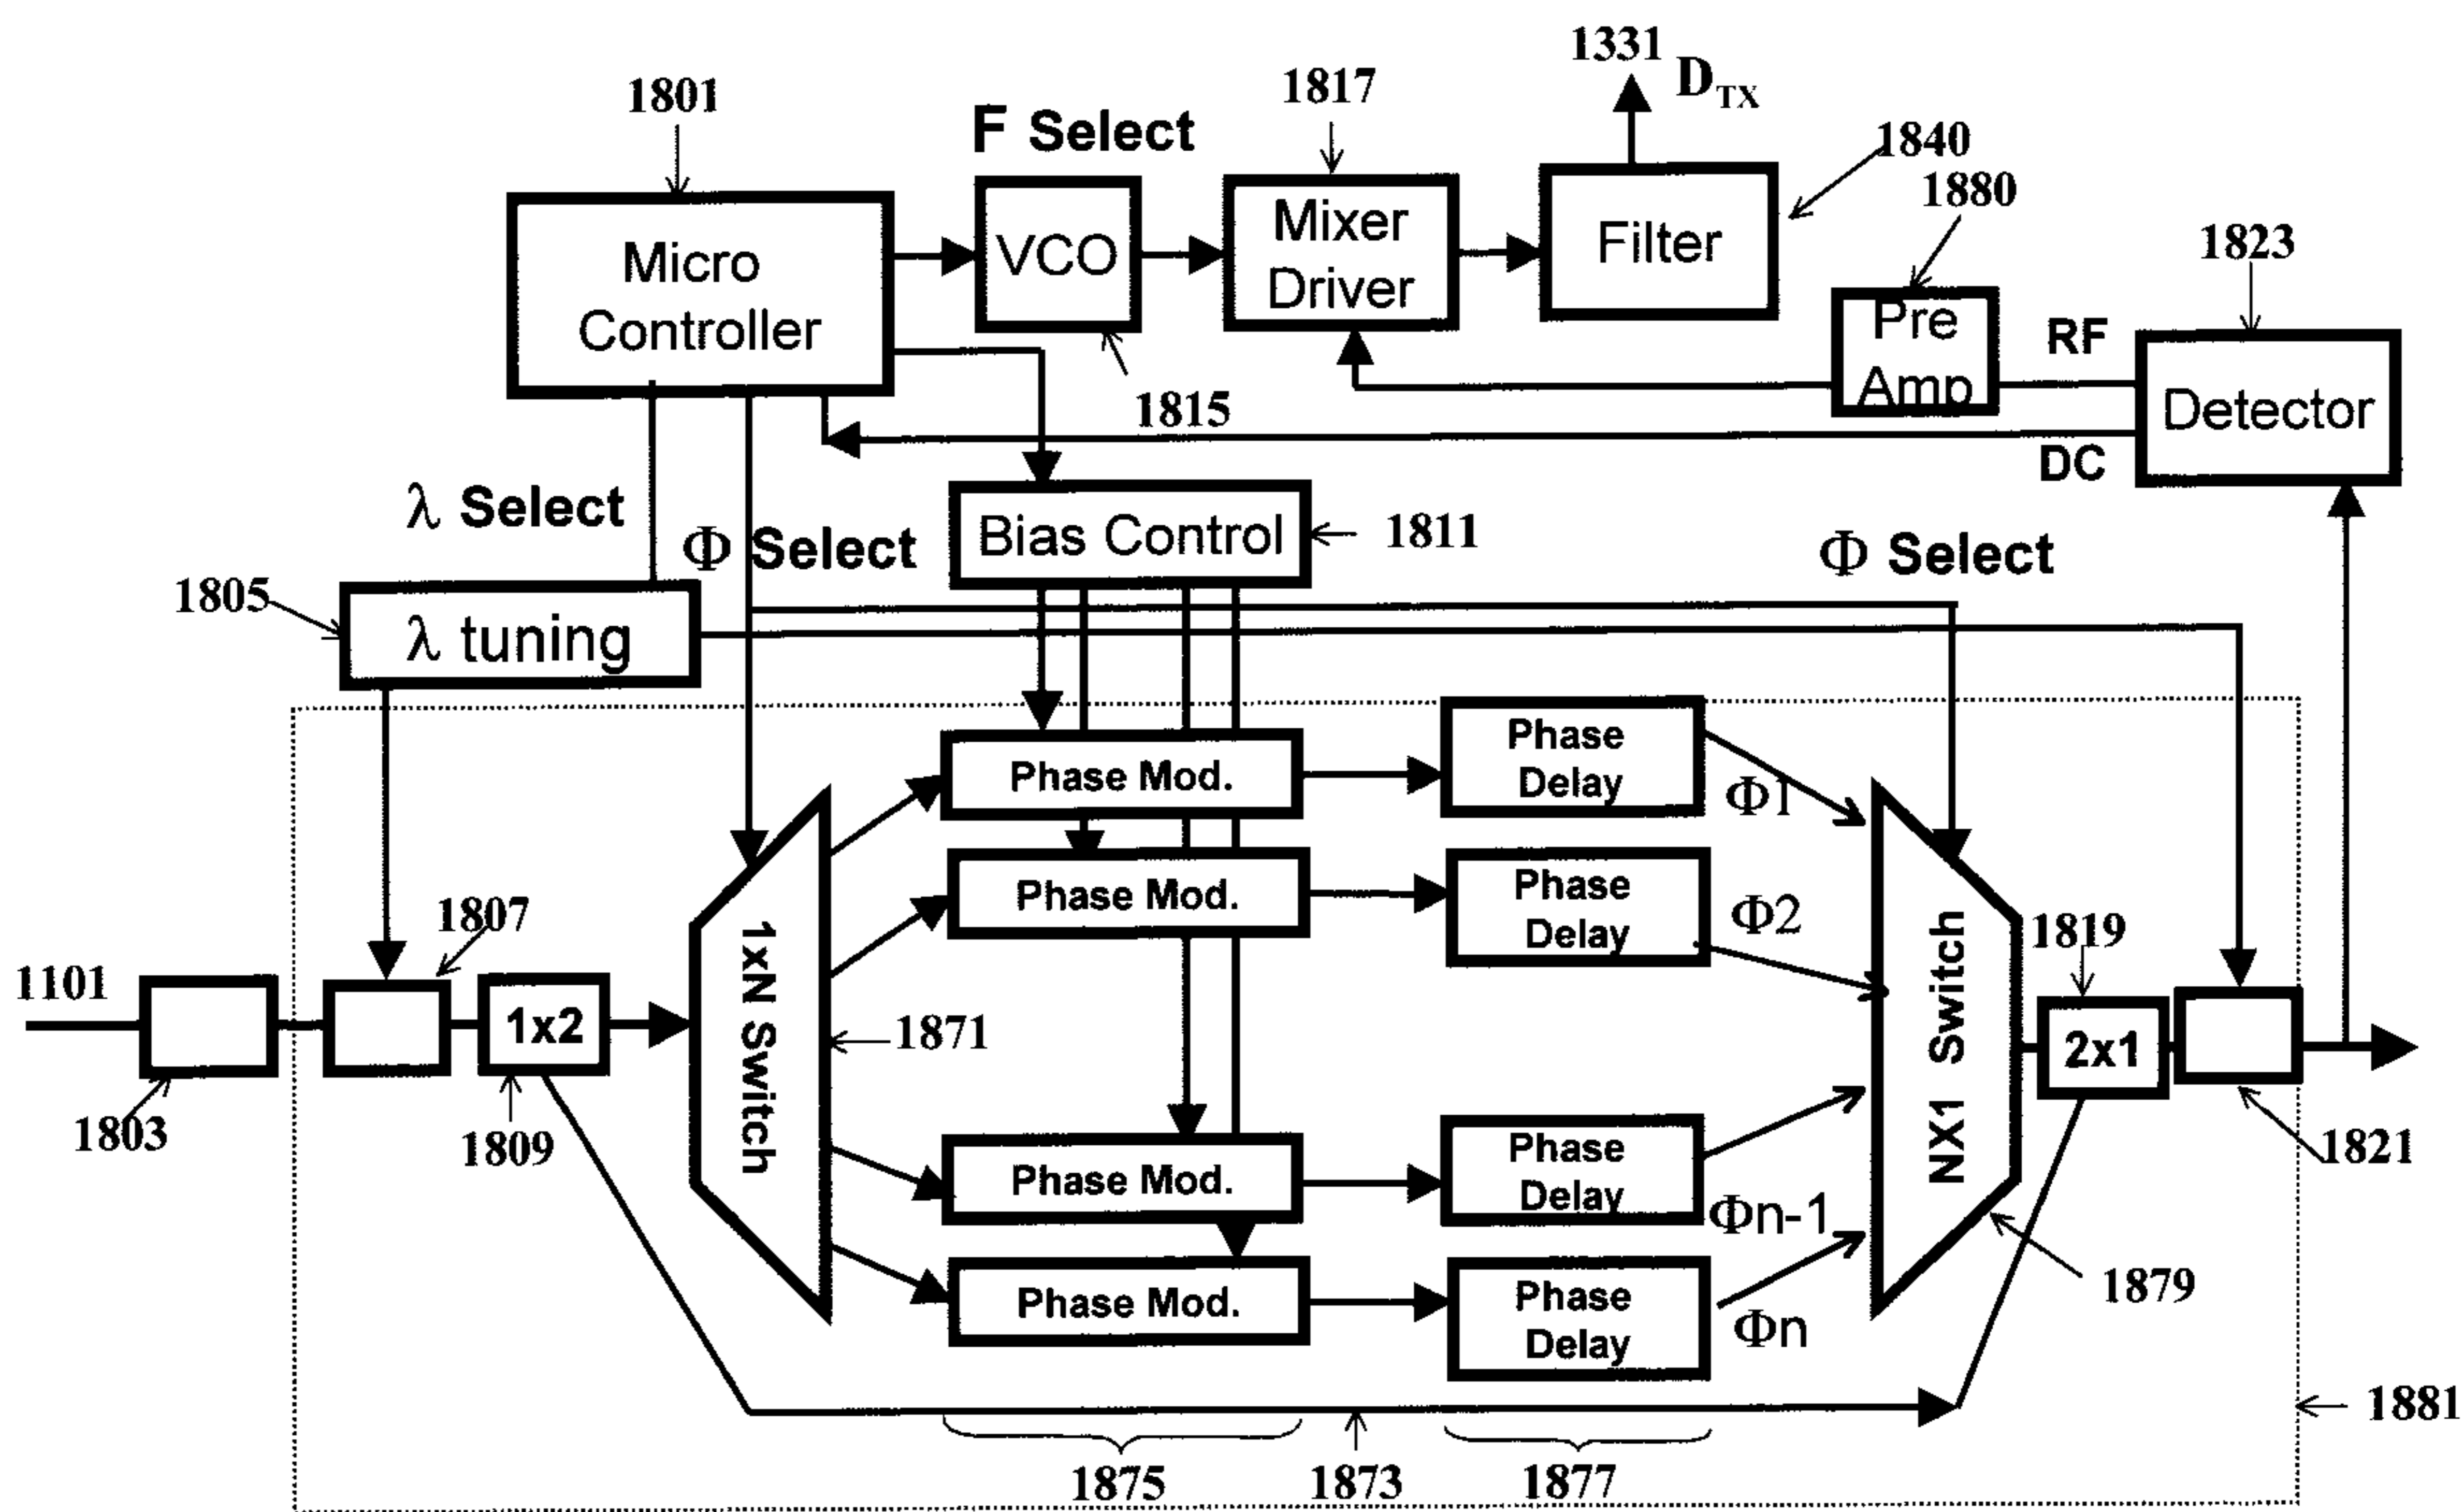 1331
D_TX
1801
1817
F Select
1840
1880
1823
Micro
Controller
VCO
Mixer
Driver
Filter
Pre
Amp
RF
Detector
DC
1815
λ Select
Φ Select
Bias Control
1811
Φ Select
1805
λ tuning
Phase Mod.
Phase
Delay
Φ1
Phase Mod.
Phase
Delay
Φ2
1807
1101
1803
1x2
1809
1xN Switch
1871
NX1 Switch
1819
2x1
1821
Phase Mod.
Phase
Delay
Φn-1
Phase Mod.
Phase
Delay
Φn
1879
1881
1875
1873
1877